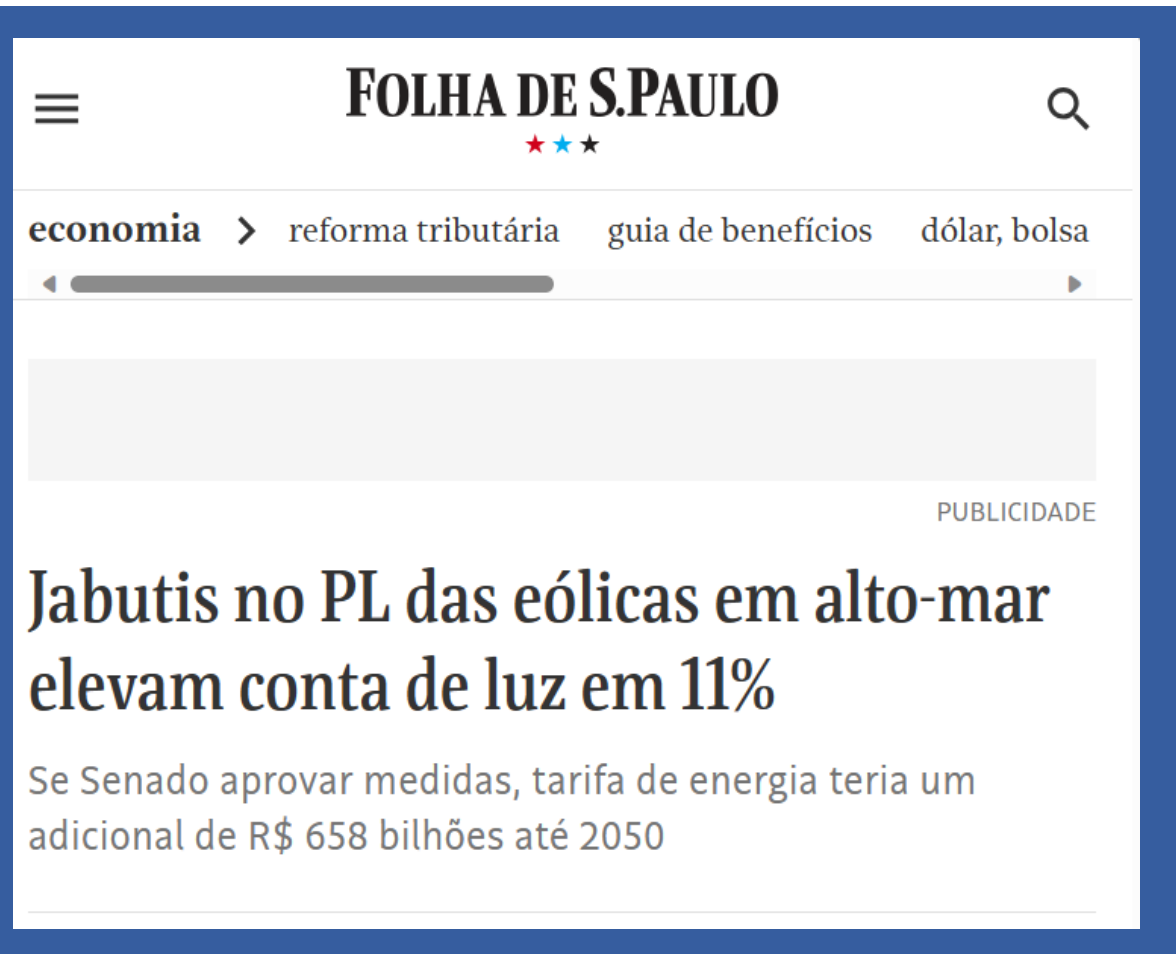 FOLHA DE S.PAULO
economia > reforma tributária guia de benefícios dólar, bolsa
PUBLICIDADE
Jabutis no PL das eólicas em alto-mar
elevam conta de luz em 11%
Se Senado aprovar medidas, tarifa de energia teria um
adicional de R$ 658 bilhões até 2050